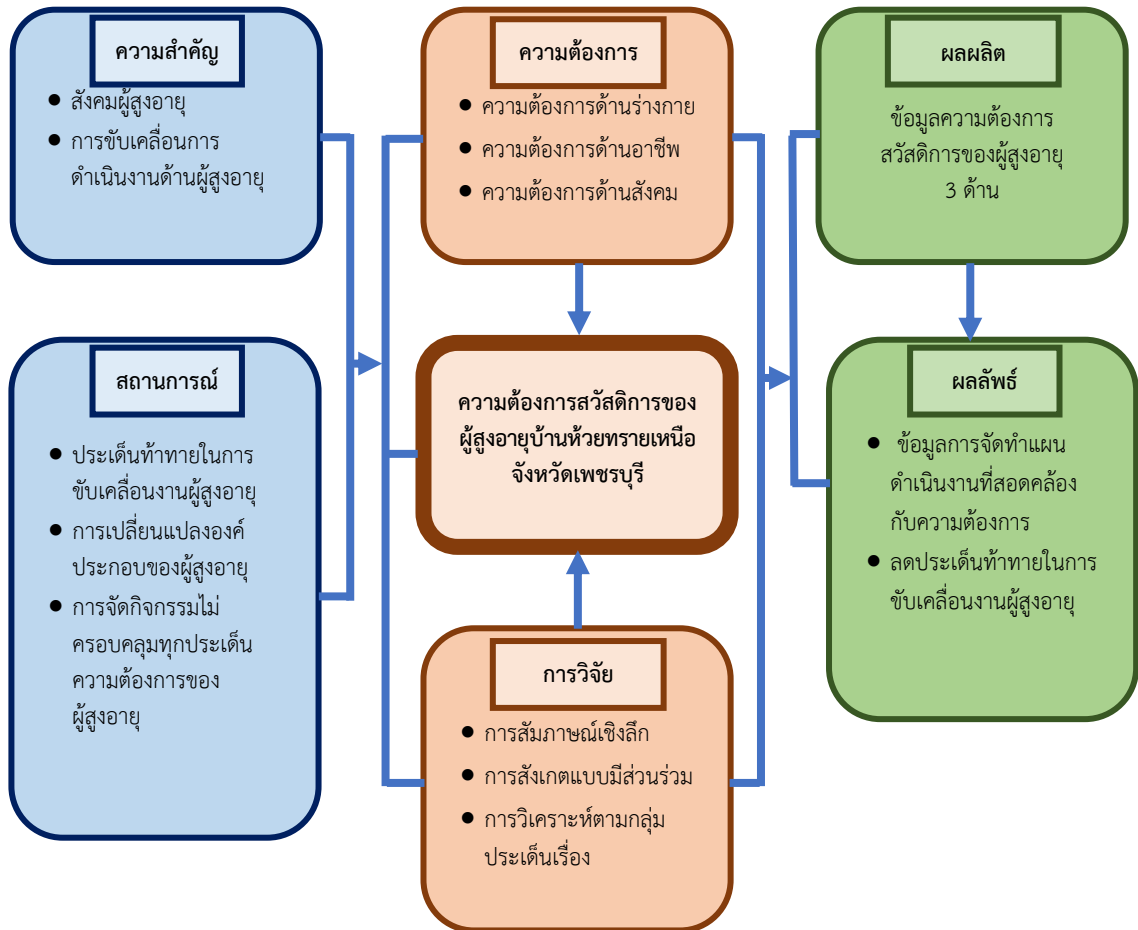 ความสำคัญ
● สังคมผู้สูงอายุ
● การขับเคลื่อนการ
ดำเนินงานด้านผู้สูงอายุ
สถานการณ์
● ประเด็นท้าทายในการ
ขับเคลื่อนงานผู้สูงอายุ
● การเปลี่ยนแปลงองค์
ประกอบของผู้สูงอายุ
● การจัดกิจกรรมไม่
ครอบคลุมทุกประเด็น
ความต้องการของ
ผู้สูงอายุ
ความต้องการ
● ความต้องการด้านร่างกาย
● ความต้องการด้านอาชีพ
● ความต้องการด้านสังคม
ความต้องการสวัสดิการของ
ผู้สูงอายุบ้านห้วยทรายเหนือ
จังหวัดเพชรบุรี
การวิจัย
● การสัมภาษณ์เชิงลึก
● การสังเกตแบบมีส่วนร่วม
● การวิเคราะห์ตามกลุ่ม
ประเด็นเรื่อง
ผลผลิต
ข้อมูลความต้องการ
สวัสดิการของผู้สูงอายุ
3 ด้าน
ผลลัพธ์
● ข้อมูลการจัดทำแผน
ดำเนินงานที่สอดคล้อง
กับความต้องการ
● ลดประเด็นท้าทายในการ
ขับเคลื่อนงานผู้สูงอายุ